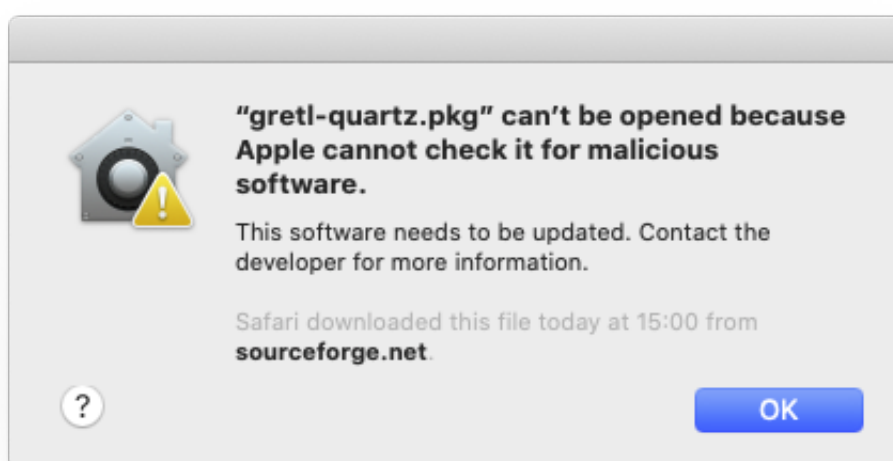 “gretl-quartz.pkg” can’t be opened because
Apple cannot check it for malicious
software.
This software needs to be updated. Contact the
developer for more information.
Safari downloaded this file today at 15:00 from
sourceforge.net.
?
OK